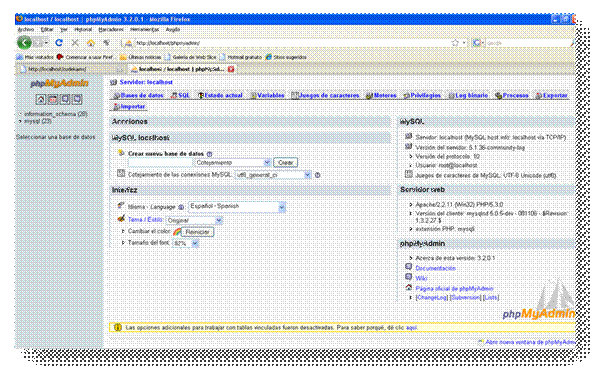 localhost / localhost | phpMyAdmin 3.2.0.1 - Mozilla Firefox
Archivo Editar Ver Historial Marcadores Herramientas Ayuda
http://localhost/phpmyadmin/
Google
Más visitados Comenzar a usar Firef... Últimas noticias Galería de Web Slice Hotmail gratuito Sitios sugeridos
localhost / localhost | phpMySQL...
phpMyAdmin
information_schema (28)
mysql (23)
Seleccionar una base de datos
Servidor: localhost
Bases de datos SQL Estado actual Variables Juegos de caracteres Motores Privilegios Log binario Procesos Exportar
Importar
Acciones
MySQL localhost
Crear nueva base de datos
Cotejamiento Crear
Cotejamiento de las conexiones MySQL: utf8_general_ci
Interfaz
Idioma - Language Español - Spanish
Tema / Estilo: Original
Cambiar el color: Reiniciar
Tamaño del font: 82%
MySQL
Servidor: localhost (MySQL host info: localhost via TCP/IP)
Versión del servidor: 5.1.36-community-log
Versión del protocolo: 10
Usuario: root@localhost
Juegos de caracteres de MySQL: UTF-8 Unicode (utf8)
Servidor web
Apache/2.2.11 (Win32) PHP/5.3.0
Versión del cliente: mysqlnd 5.0.5-dev - 081106 - $Revision: 1.3.2.27 $
extensión PHP: mysqli
phpMyAdmin
Acerca de esta versión: 3.2.0.1
Documentación
Wiki
Página oficial de phpMyAdmin
[ChangeLog] [Subversion] [Lists]
phpMyAdmin
Las opciones adicionales para trabajar con tablas vinculadas fueron desactivadas. Para saber porqué, dé clic aquí.
Abrir nueva ventana de phpMyAdmin